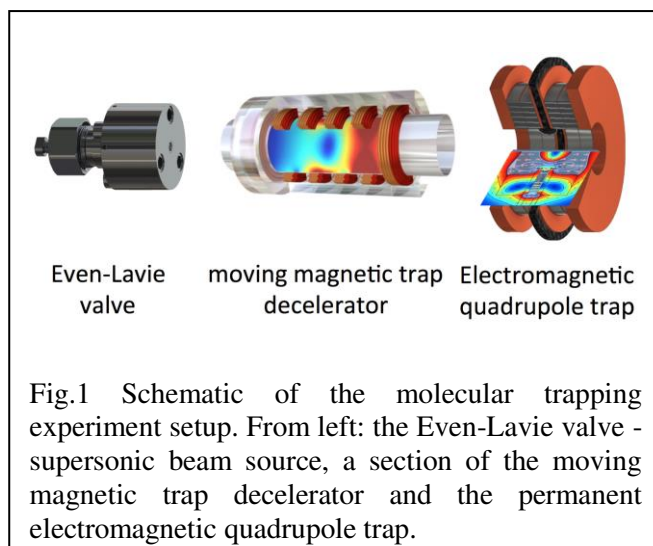 Even-Lavie valve
moving magnetic trap decelerator
Electromagnetic quadrupole trap
Fig.1 Schematic of the molecular trapping
experiment setup. From left: the Even-Lavie valve -
supersonic beam source, a section of the moving
magnetic trap decelerator and the permanent
electromagnetic quadrupole trap.